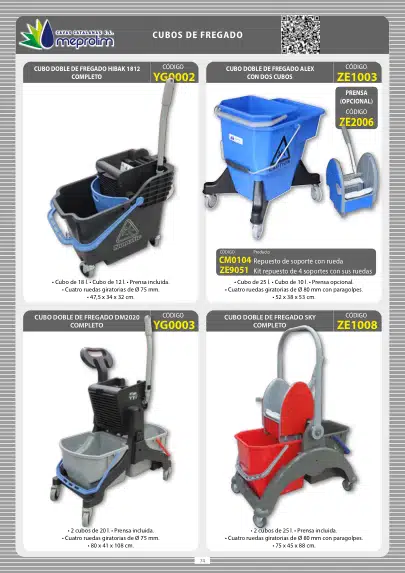 CAYAO CATALANAS S.L.
meprolim
CUBOS DE FREGADO
CUBO DOBLE DE FREGADO HIBAK 1812
COMPLETO
CÓDIGO
YG0002
• Cubo de 18 l. • Cubo de 12 l. • Prensa incluida.
• Cuatro ruedas giratorias de Ø 75 mm.
• 47,5 x 34 x 32 cm.
CUBO DOBLE DE FREGADO ALEX
CON DOS CUBOS
CÓDIGO
ZE1003
PRENSA
(OPCIONAL)
CÓDIGO
ZE2006
CÓDIGO Producto
CM0104 Repuesto de soporte con rueda
ZE9051 Kit repuesto de 4 soportes con sus ruedas
• Cubo de 25 l. • Cubo de 10 l. • Prensa opcional.
• Cuatro ruedas giratorias de Ø 80 mm con paragolpes.
• 52 x 38 x 53 cm.
CUBO DOBLE DE FREGADO DM2020
COMPLETO
CÓDIGO
YG0003
• 2 cubos de 20 l. • Prensa incluida.
• Cuatro ruedas giratorias de Ø 75 mm.
• 80 x 41 x 108 cm.
CUBO DOBLE DE FREGADO SKY
COMPLETO
CÓDIGO
ZE1008
• 2 cubos de 25 l. • Prensa incluida.
• Cuatro ruedas giratorias de Ø 80 mm con paragolpes.
• 75 x 45 x 88 cm.